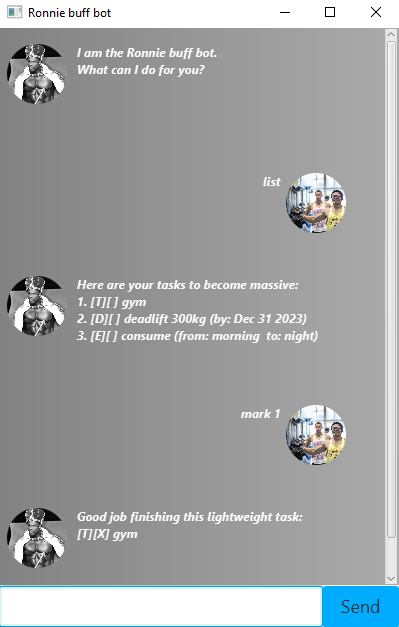 Ronnie buff bot
I am the Ronnie buff bot.
What can I do for you?
list
Here are your tasks to become massive:
1. [T][ ] gym
2. [D][ ] deadlift 300kg (by: Dec 31 2023)
3. [E][ ] consume (from: morning  to: night)
mark 1
Good job finishing this lightweight task:
[T][X] gym
Send